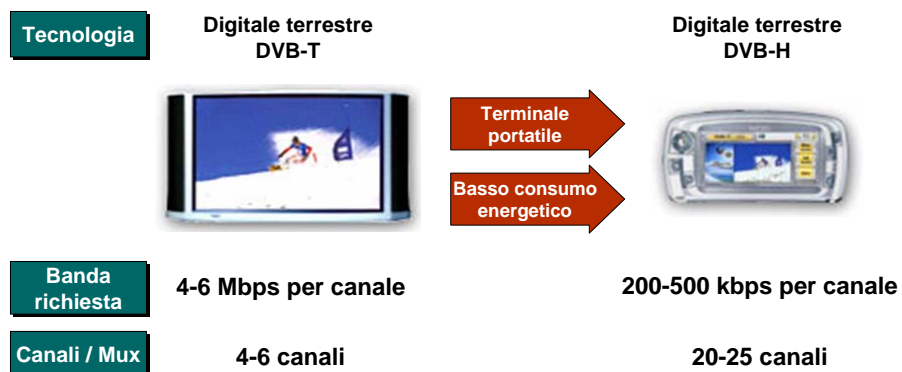 Tecnologia
Digitale terrestre
DVB-T
Digitale terrestre
DVB-H
Terminale
portatile
Basso consumo
energetico
Banda
richiesta
4-6 Mbps per canale
200-500 kbps per canale
Canali / Mux
4-6 canali
20-25 canali